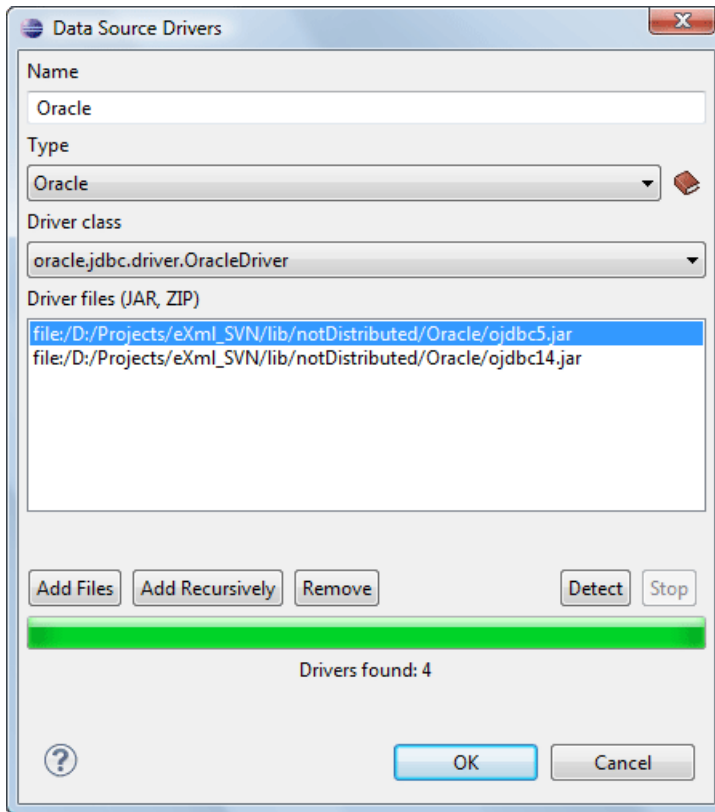 Data Source Drivers
Name
Oracle
Type
Oracle
Driver class
oracle.jdbc.driver.OracleDriver
Driver files (JAR, ZIP)
file:/D:/Projects/eXml_SVN/lib/notDistributed/Oracle/ojdbc5.jar
file:/D:/Projects/eXml_SVN/lib/notDistributed/Oracle/ojdbc14.jar
Add Files Add Recursively Remove Detect Stop
Drivers found: 4
? OK Cancel